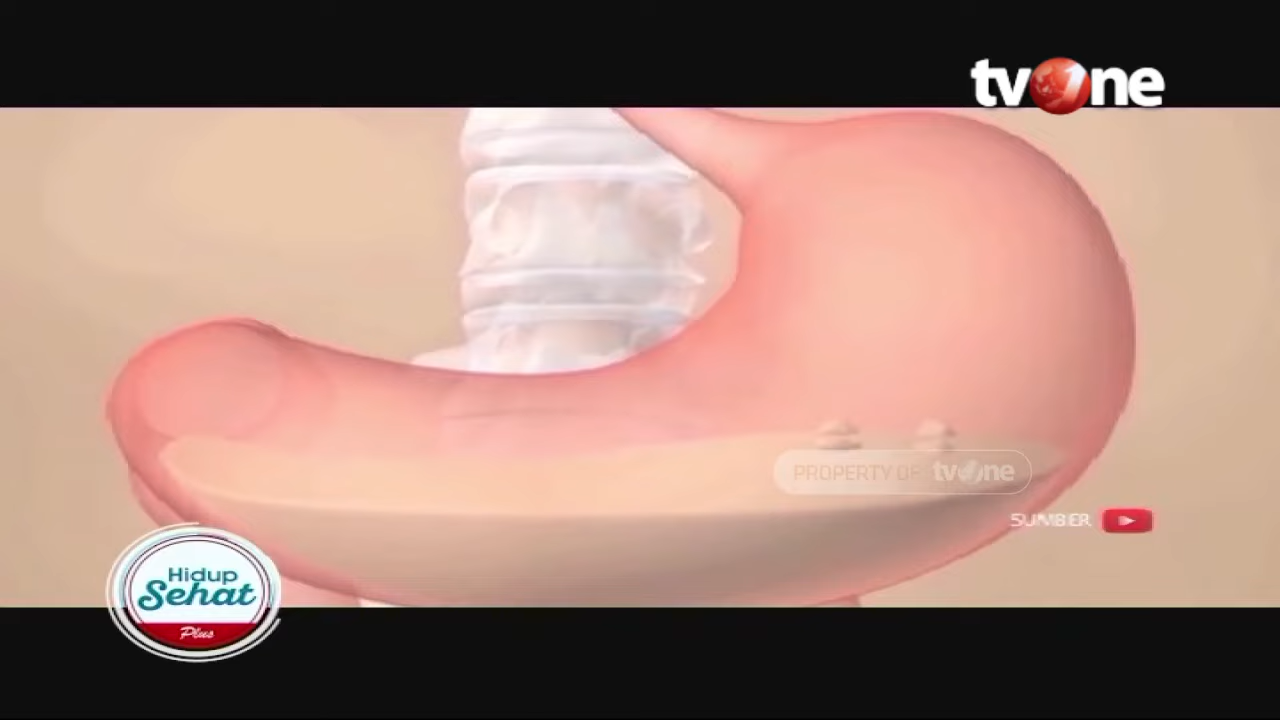 tvOne
PROPERTY OF tvOne
SUMBER
Hidup
Sehat
Plus